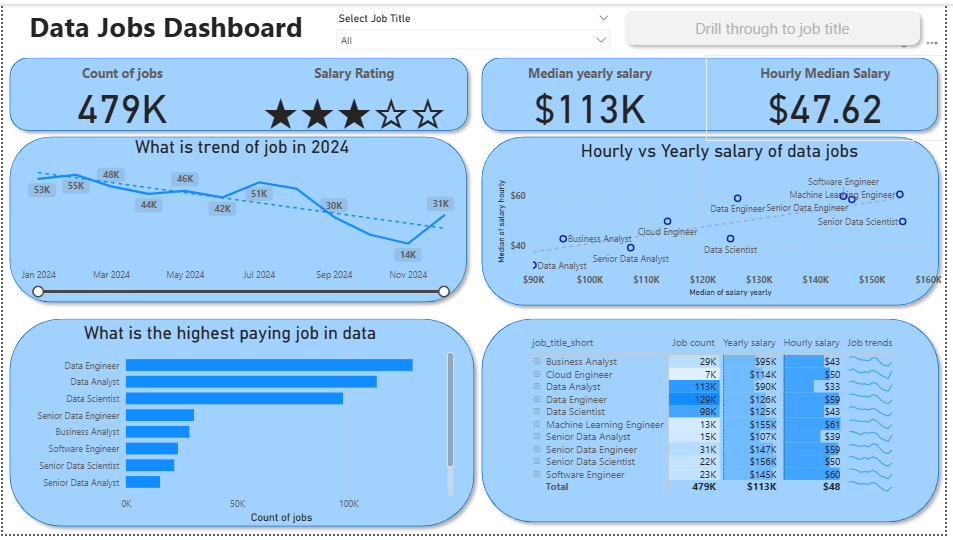 Data Jobs Dashboard
Select Job Title
All
Drill through to job title
Count of jobs
479K
Salary Rating
Median yearly salary
$113K
Hourly Median Salary
$47.62
What is trend of job in 2024
53K
55K
48K
44K
46K
42K
51K
30K
14K
31K
Jan 2024 Mar 2024 May 2024 Jul 2024 Sep 2024 Nov 2024
Hourly vs Yearly salary of data jobs
Median of salary hourly
$60
$40
Software Engineer
Machine Learning Engineer
Data Engineer
Senior Data Engineer
Senior Data Scientist
Cloud Engineer
Business Analyst
Data Scientist
Senior Data Analyst
Data Analyst
$90K $100K $110K $120K $130K $140K $150K $160K
Median of salary yearly
What is the highest paying job in data
Data Engineer
Data Analyst
Data Scientist
Senior Data Engineer
Business Analyst
Software Engineer
Senior Data Scientist
Senior Data Analyst
0K 50K 100K
Count of jobs
job_title_short Job count Yearly salary Hourly salary Job trends
Business Analyst 29K $95K $43
Cloud Engineer 7K $114K $50
Data Analyst 113K $90K $33
Data Engineer 129K $126K $59
Data Scientist 98K $125K $43
Machine Learning Engineer 13K $155K $61
Senior Data Analyst 15K $107K $39
Senior Data Engineer 31K $147K $59
Senior Data Scientist 22K $156K $50
Software Engineer 23K $145K $60
Total 479K $113K $48